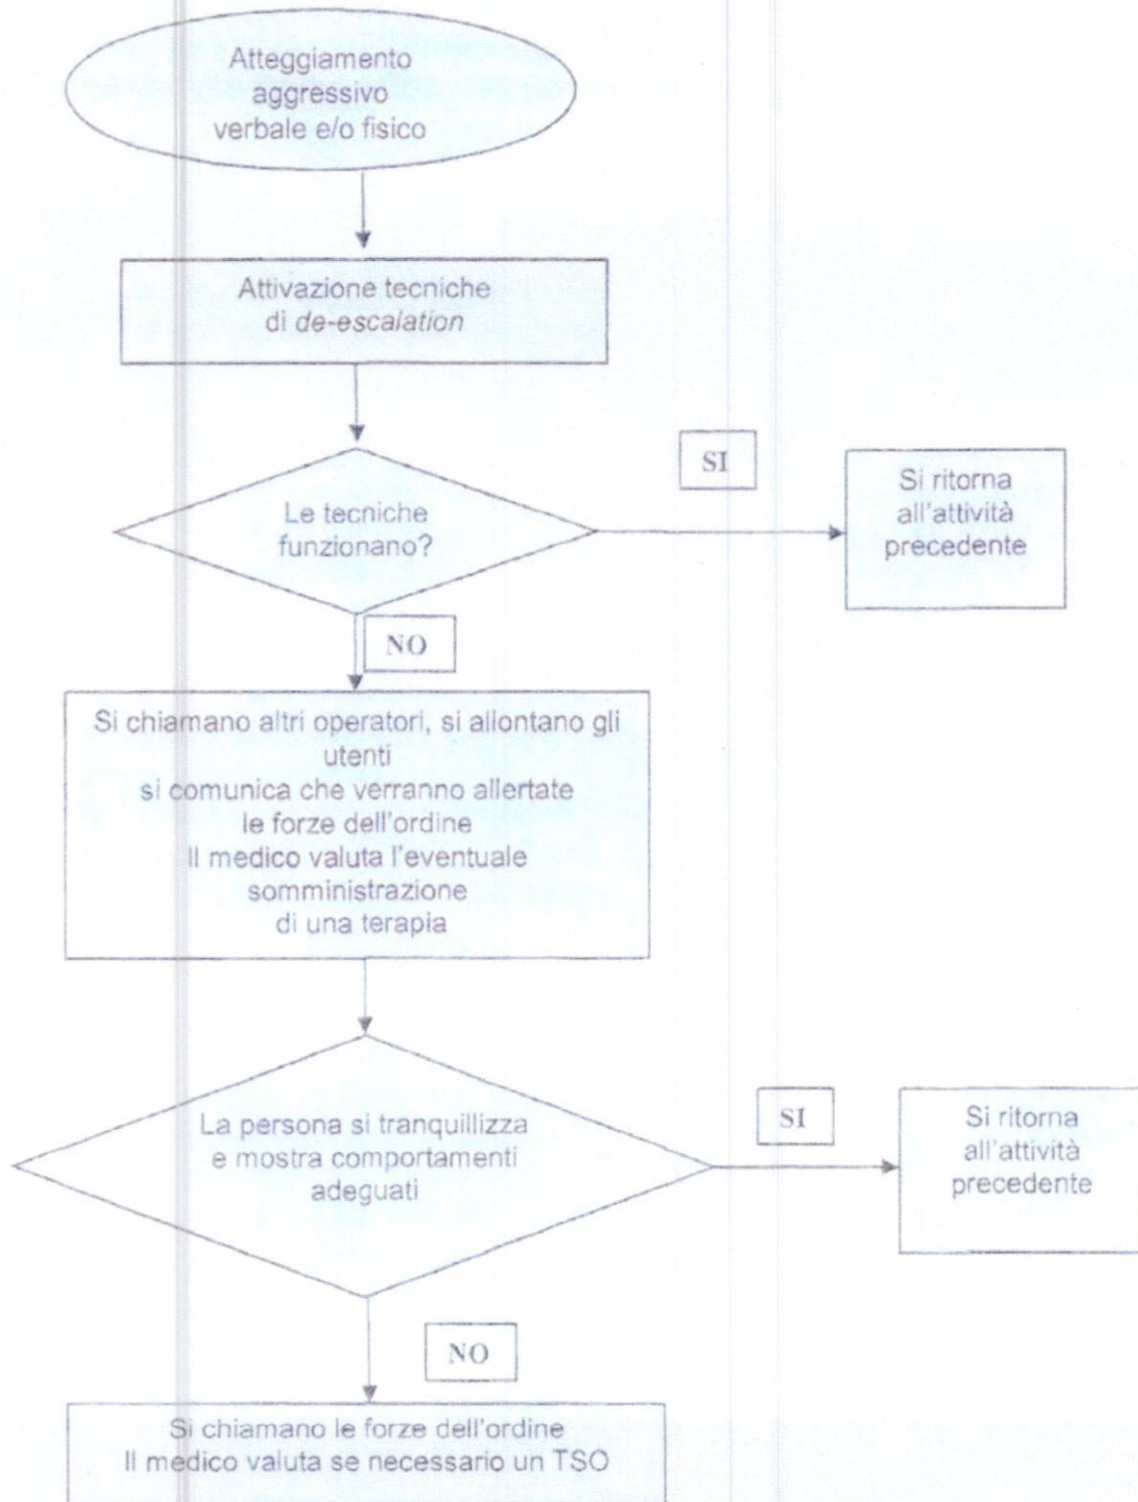 Atteggiamento
aggressivo
verbale e/o fisico
Attivazione tecniche
di de-escalation
Le tecniche
funzionano?
SI
Si ritorna
all'attività
precedente
NO
Si chiamano altri operatori, si allontano gli
utenti
si comunica che verranno allertate
le forze dell'ordine
Il medico valuta l'eventuale
somministrazione
di una terapia
La persona si tranquillizza
e mostra comportamenti
adeguati
SI
Si ritorna
all'attività
precedente
NO
Si chiamano le forze dell'ordine
Il medico valuta se necessario un TSO